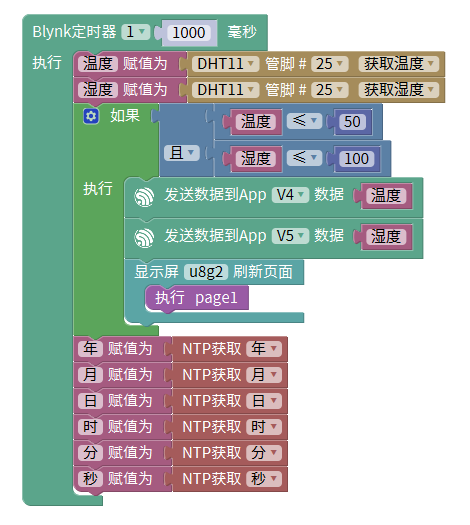 Blynk定时器 1 1000 毫秒
执行 温度 赋值为 DHT11 管脚 # 25 获取温度
湿度 赋值为 DHT11 管脚 # 25 获取湿度
如果 温度 ≤ 50
且 湿度 ≤ 100
执行 发送数据到App V4 数据 温度
发送数据到App V5 数据 湿度
显示屏 u8g2 刷新页面
执行 page1
年 赋值为 NTP获取 年
月 赋值为 NTP获取 月
日 赋值为 NTP获取 日
时 赋值为 NTP获取 时
分 赋值为 NTP获取 分
秒 赋值为 NTP获取 秒